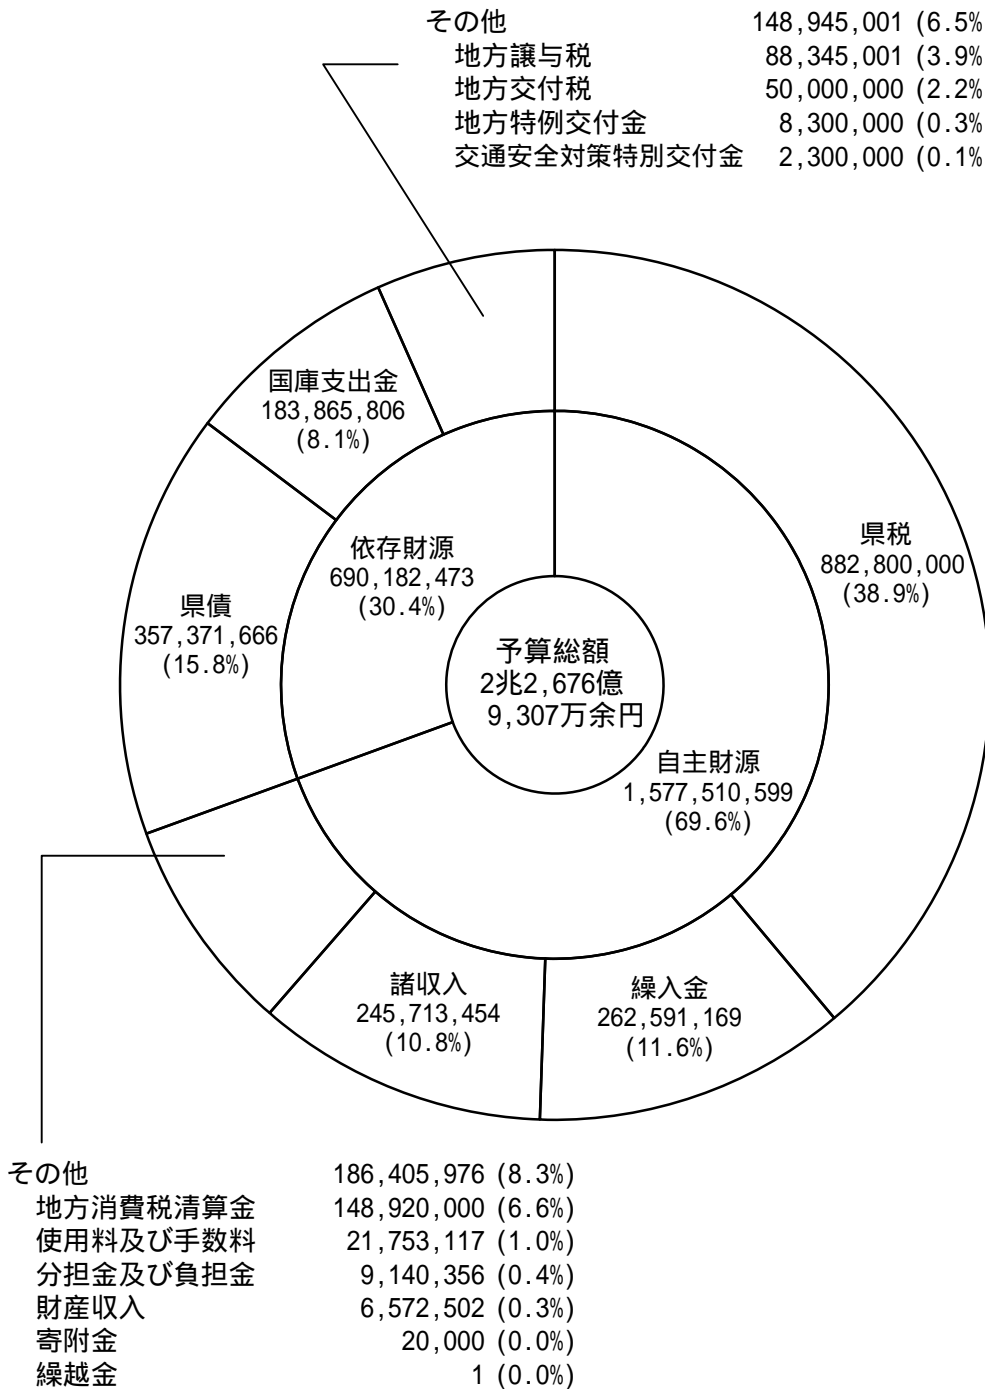 その他 148,945,001 (6.5%
地方譲与税 88,345,001 (3.9%
地方交付税 50,000,000 (2.2%
地方特例交付金 8,300,000 (0.3%
交通安全対策特別交付金 2,300,000 (0.1%
国庫支出金
183,865,806
(8.1%)
県税
882,800,000
(38.9%)
依存財源
690,182,473
(30.4%)
県債
357,371,666
(15.8%)
予算総額
2兆2,676億
9,307万余円
自主財源
1,577,510,599
(69.6%)
諸収入
245,713,454
(10.8%)
繰入金
262,591,169
(11.6%)
その他 186,405,976 (8.3%)
地方消費税清算金 148,920,000 (6.6%)
使用料及び手数料 21,753,117 (1.0%)
分担金及び負担金 9,140,356 (0.4%)
財産収入 6,572,502 (0.3%)
寄附金 20,000 (0.0%)
繰越金 1 (0.0%)